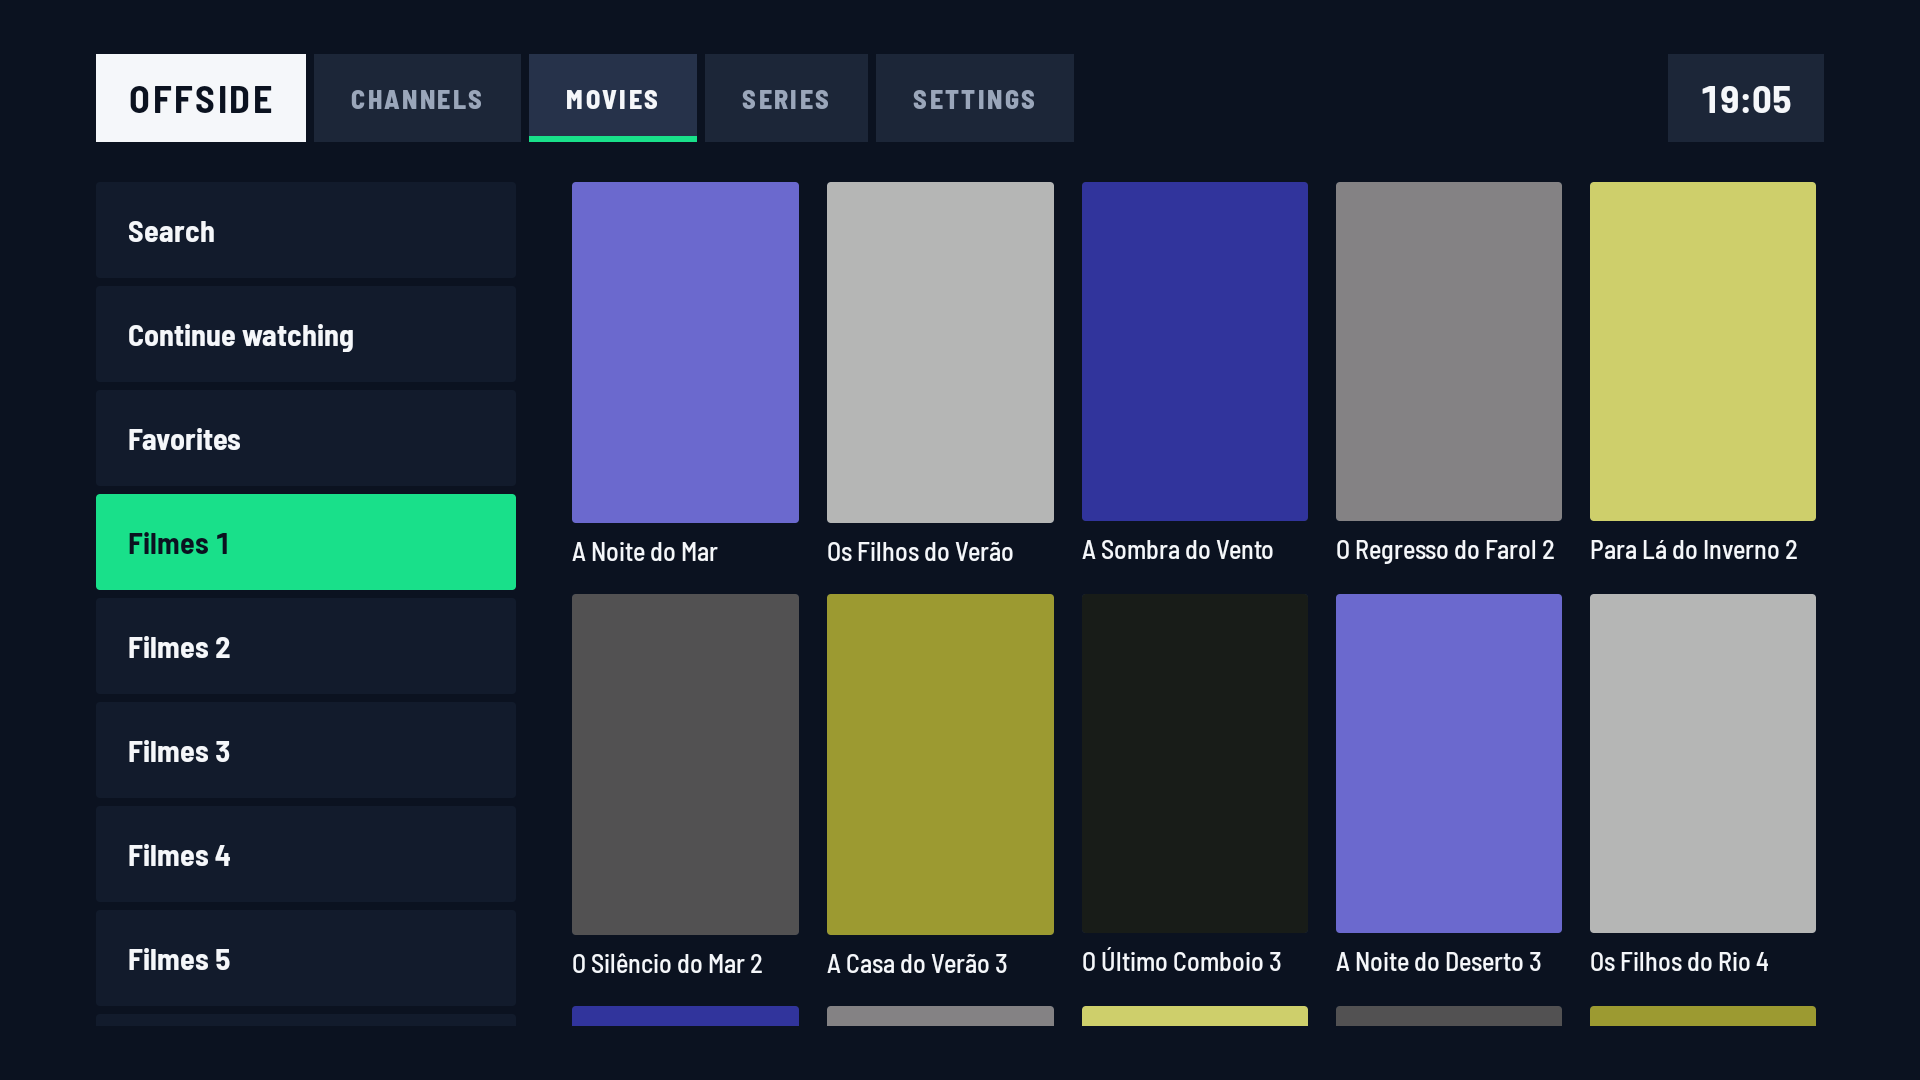 OFFSIDE
CHANNELS
MOVIES
SERIES
SETTINGS
19:05
Search
Continue watching
Favorites
Filmes 1
Filmes 2
Filmes 3
Filmes 4
Filmes 5
A Noite do Mar
Os Filhos do Verão
A Sombra do Vento
O Regresso do Farol 2
Para Lá do Inverno 2
O Silêncio do Mar 2
A Casa do Verão 3
O Último Comboio 3
A Noite do Deserto 3
Os Filhos do Rio 4